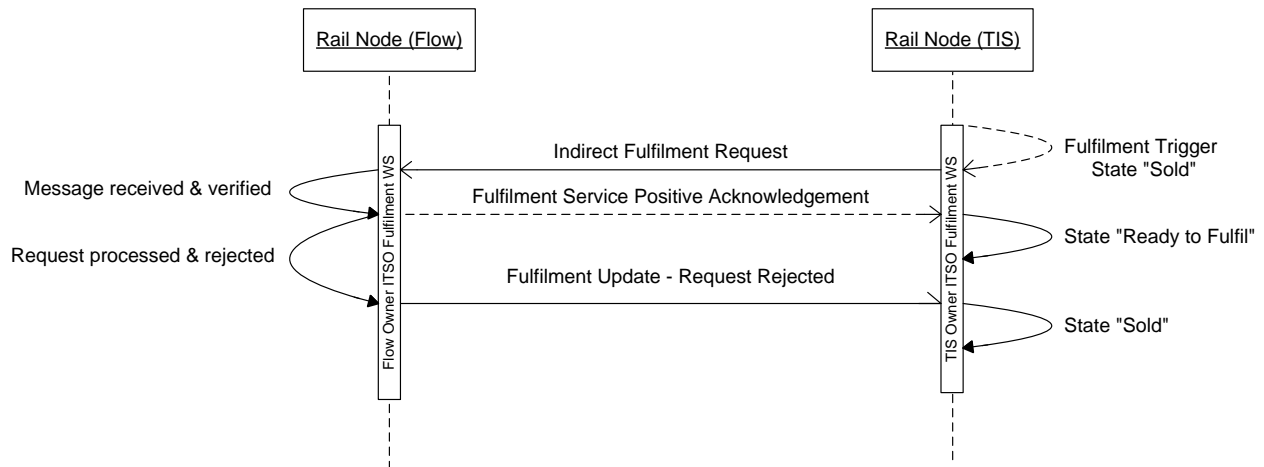 Rail Node (Flow)
Rail Node (TIS)
Indirect Fulfilment Request
Fulfilment Trigger
State "Sold"
Message received & verified
Fulfilment Service Positive Acknowledgement
State "Ready to Fulfil"
Request processed & rejected
Fulfilment Update - Request Rejected
State "Sold"
Flow Owner ITSO Fulfilment WS
TIS Owner ITSO Fulfilment WS